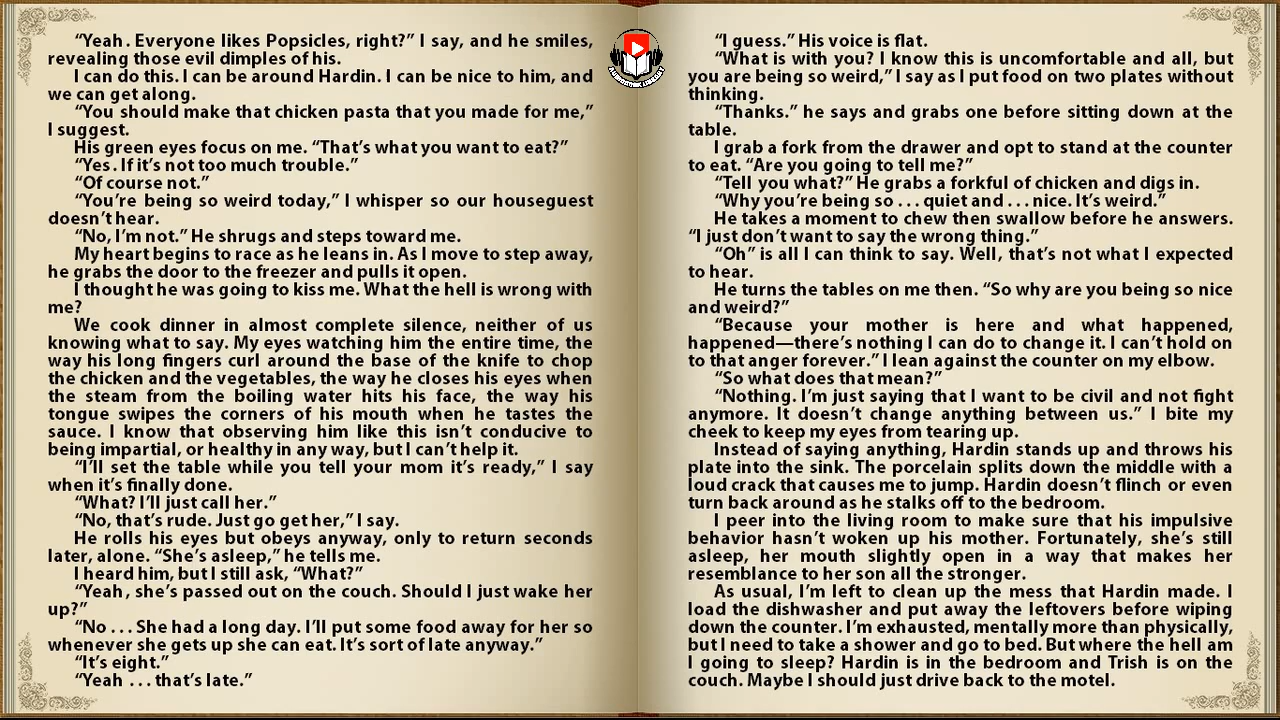 “Yeah. Everyone likes Popsicles, right?” I say, and he smiles,
revealing those evil dimples of his.
I can do this. I can be around Hardin. I can be nice to him, and
we can get along.
“You should make that chicken pasta that you made for me,”
I suggest.
His green eyes focus on me. “That’s what you want to eat?”
“Yes. If it’s not too much trouble.”
“Of course not.”
“You’re being so weird today,” I whisper so our houseguest
doesn’t hear.
“No, I’m not.” He shrugs and steps toward me.
My heart begins to race as he leans in. As I move to step away,
he grabs the door to the freezer and pulls it open.
I thought he was going to kiss me. What the hell is wrong with
me?
We cook dinner in almost complete silence, neither of us
knowing what to say. My eyes watching him the entire time, the
way his long fingers curl around the base of the knife to chop
the chicken and the vegetables, the way he closes his eyes when
the steam from the boiling water hits his face, the way his
tongue swipes the corners of his mouth when he tastes the
sauce. I know that observing him like this isn’t conducive to
being impartial, or healthy in any way, but I can’t help it.
“I’ll set the table while you tell your mom it’s ready,” I say
when it’s finally done.
“What? I’ll just call her.”
“No, that’s rude. Just go get her,” I say.
He rolls his eyes but obeys anyway, only to return seconds
later, alone. “She’s asleep,” he tells me.
I heard him, but I still ask, “What?”
“Yeah, she’s passed out on the couch. Should I just wake her
up?”
“No . . . She had a long day. I’ll put some food away for her so
whenever she gets up she can eat. It’s sort of late anyway.”
“It’s eight.”
“Yeah . . . that’s late.”
“I guess.” His voice is flat.
“What is with you? I know this is uncomfortable and all, but
you are being so weird,” I say as I put food on two plates without
thinking.
“Thanks.” he says and grabs one before sitting down at the
table.
I grab a fork from the drawer and opt to stand at the counter
to eat. “Are you going to tell me?”
“Tell you what?” He grabs a forkful of chicken and digs in.
“Why you’re being so . . . quiet and . . . nice. It’s weird.”
He takes a moment to chew then swallow before he answers.
“I just don’t want to say the wrong thing.”
“Oh” is all I can think to say. Well, that’s not what I expected
to hear.
He turns the tables on me then. “So why are you being so nice
and weird?”
“Because your mother is here and what happened,
happened—there’s nothing I can do to change it. I can’t hold on
to that anger forever.” I lean against the counter on my elbow.
“So what does that mean?”
“Nothing. I’m just saying that I want to be civil and not fight
anymore. It doesn’t change anything between us.” I bite my
cheek to keep my eyes from tearing up.
Instead of saying anything, Hardin stands up and throws his
plate into the sink. The porcelain splits down the middle with a
loud crack that causes me to jump. Hardin doesn’t flinch or even
turn back around as he stalks off to the bedroom.
I peer into the living room to make sure that his impulsive
behavior hasn’t woken up his mother. Fortunately, she’s still
asleep, her mouth slightly open in a way that makes her
resemblance to her son all the stronger.
As usual, I’m left to clean up the mess that Hardin made. I
load the dishwasher and put away the leftovers before wiping
down the counter. I’m exhausted, mentally more than physically,
but I need to take a shower and go to bed. But where the hell am
I going to sleep? Hardin is in the bedroom and Trish is on the
couch. Maybe I should just drive back to the motel.